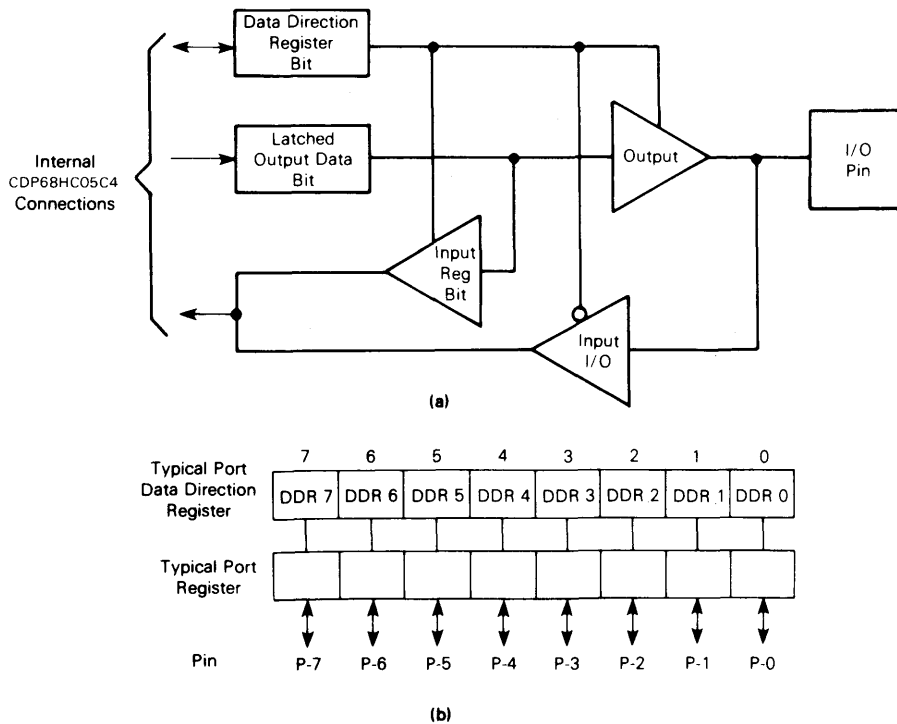 Data Direction
Register
Bit
Latched
Output Data
Bit
Output
I/O
Pin
Internal
CDP68HC05C4
Connections
Input
Reg
Bit
Input
I/O
(a)
7 6 5 4 3 2 1 0
Typical Port
Data Direction
Register
DDR 7 DDR 6 DDR 5 DDR 4 DDR 3 DDR 2 DDR 1 DDR 0
Typical Port
Register
Pin P-7 P-6 P-5 P-4 P-3 P-2 P-1 P-0
(b)